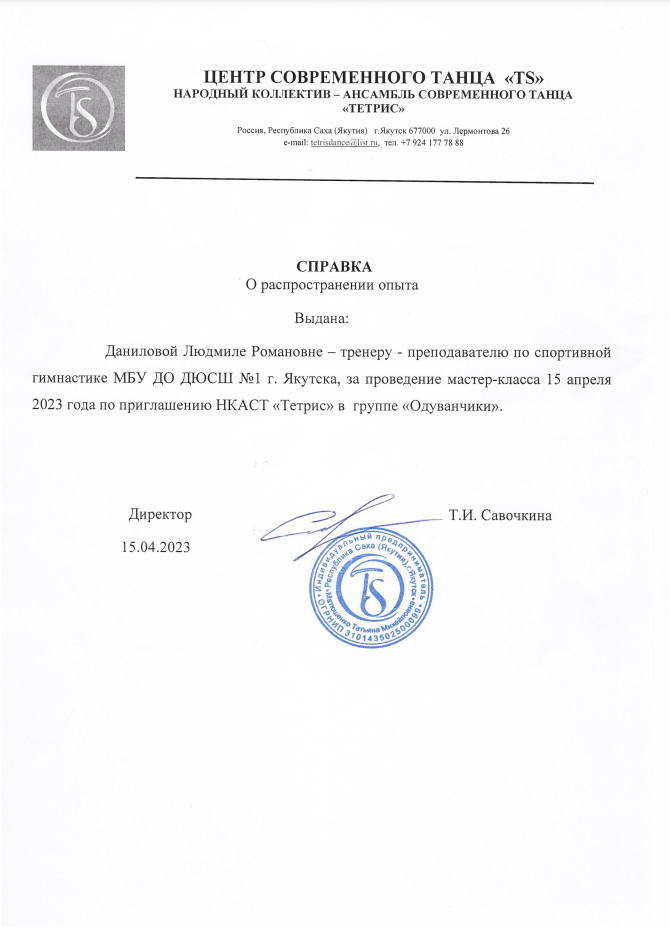 ЦЕНТР СОВРЕМЕННОГО ТАНЦА «TS»
НАРОДНЫЙ КОЛЛЕКТИВ – АНСАМБЛЬ СОВРЕМЕННОГО ТАНЦА
«ТЕТРИС»
Россия, Республика Саха (Якутия) г.Якутск 677000 ул. Лермонтова 26
e-mail: tetrisdance@list.ru, тел. +7 924 177 78 88
TS
СПРАВКА
О распространении опыта
Выдана:
Даниловой Людмиле Романовне – тренеру - преподавателю по спортивной
гимнастике МБУ ДО ДЮСШ №1 г. Якутска, за проведение мастер-класса 15 апреля
2023 года по приглашению НКАСТ «Тетрис» в группе «Одуванчики».
Директор
Т.И. Савочкина
15.04.2023
Индивидуальный предприниматель
Республика Саха (Якутия), г.Якутск
Татьяна Михайловна
ОГРНИП 310143502500099
TS